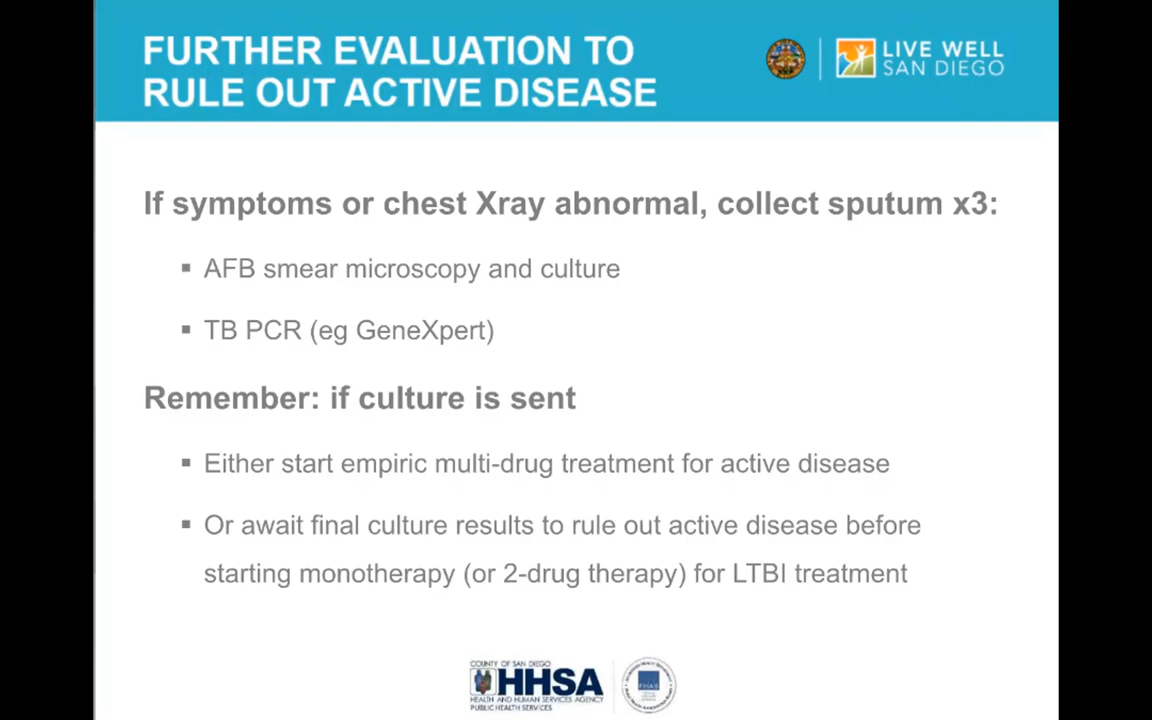 FURTHER EVALUATION TO
RULE OUT ACTIVE DISEASE
LIVE WELL
SAN DIEGO
If symptoms or chest Xray abnormal, collect sputum x3:
▪ AFB smear microscopy and culture
▪ TB PCR (eg GeneXpert)
Remember: if culture is sent
▪ Either start empiric multi-drug treatment for active disease
▪ Or await final culture results to rule out active disease before
starting monotherapy (or 2-drug therapy) for LTBI treatment
COUNTY OF SAN DIEGO
HHSA
HEALTH AND HUMAN SERVICES AGENCY
PUBLIC HEALTH SERVICES
PHAB